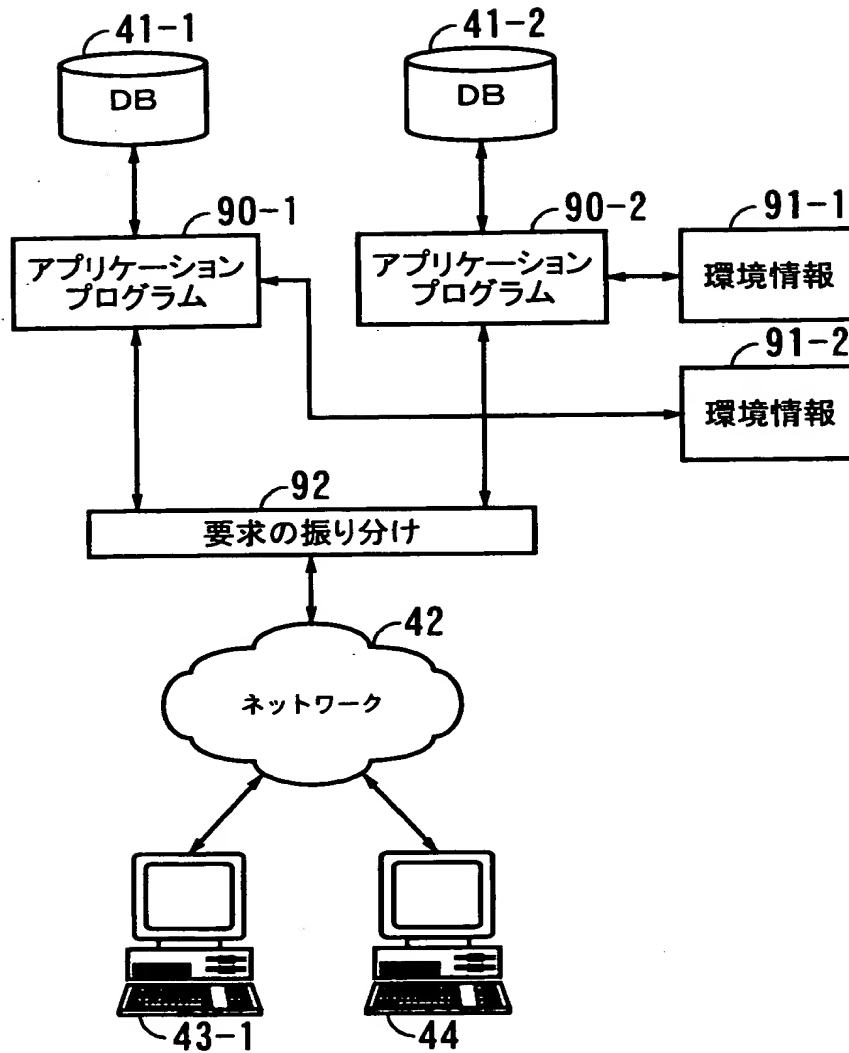 41-1
41-2
DB
DB
90-1
90-2
91-1
アプリケーション
プログラム
アプリケーション
プログラム
環境情報
91-2
環境情報
92
要求の振り分け
42
ネットワーク
43-1
44